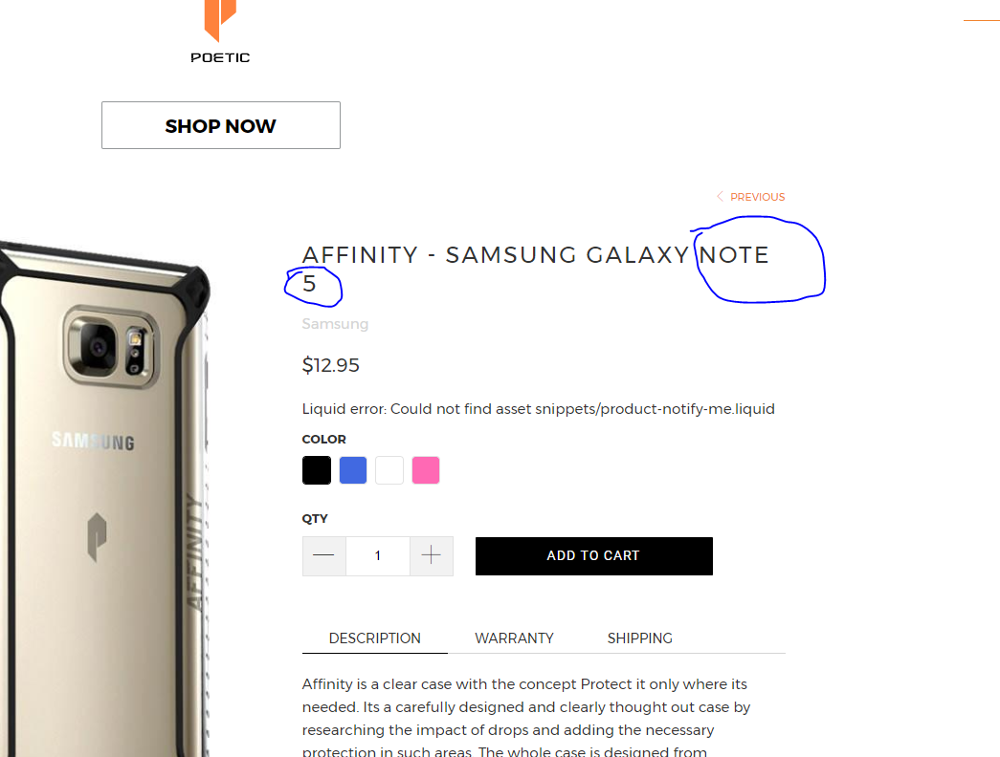 POETIC
SHOP NOW
PREVIOUS
AFFINITY - SAMSUNG GALAXY NOTE
5
Samsung
$12.95
Liquid error: Could not find asset snippets/product-notify-me.liquid
COLOR
QTY
1
ADD TO CART
SAMSUNG
AFFINITY
DESCRIPTION
WARRANTY
SHIPPING
Affinity is a clear case with the concept Protect it only where its
needed. Its a carefully designed and clearly thought out case by
researching the impact of drops and adding the necessary
protection in such areas. The whole case is designed from